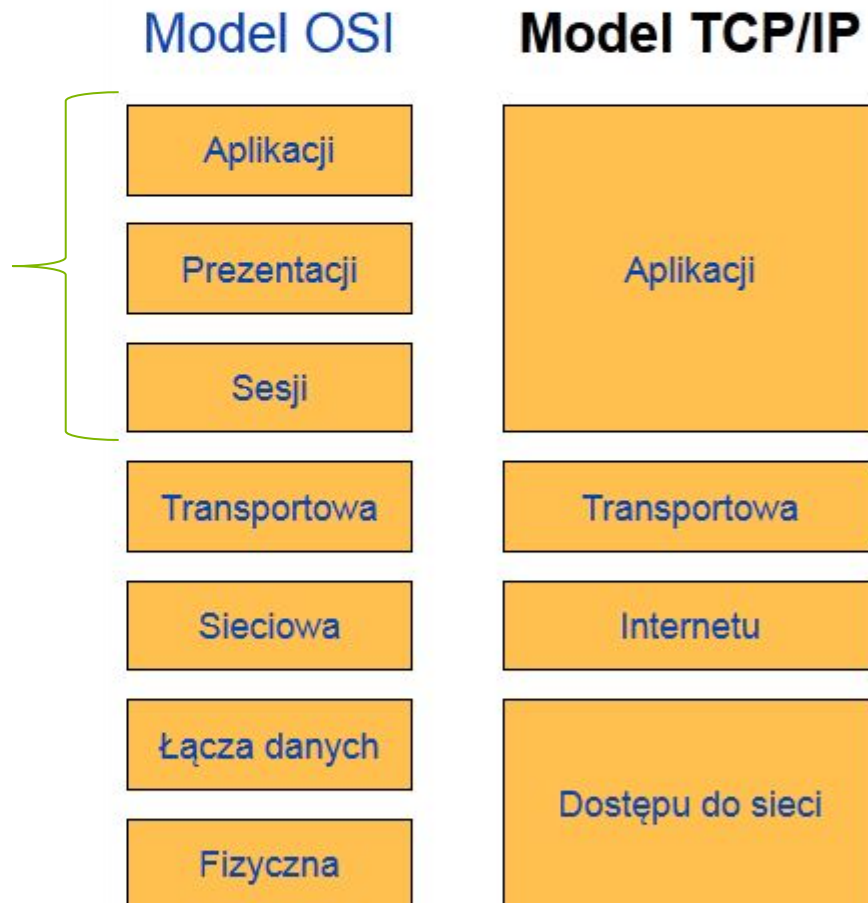 Model OSI
Aplikacji
Prezentacji
Sesji
Transportowa
Sieciowa
Łącza danych
Fizyczna
Model TCP/IP
Aplikacji
Transportowa
Internetu
Dostępu do sieci